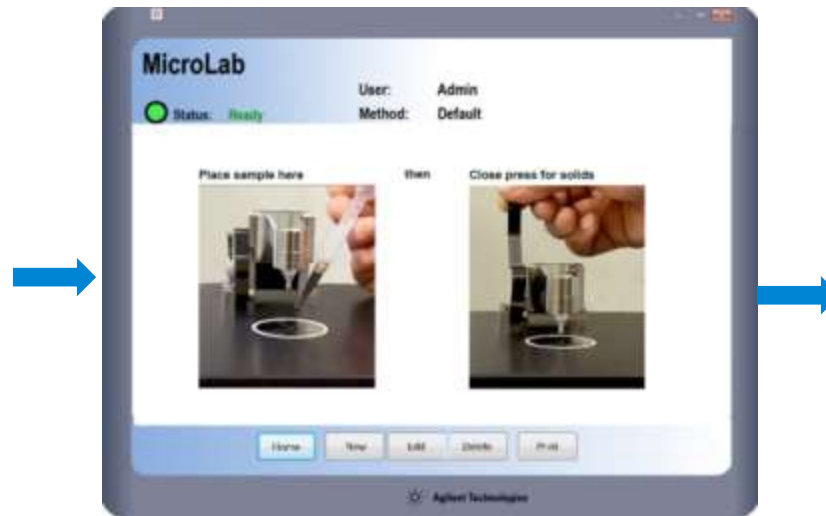 MicroLab
User: Admin
Status: Ready
Method: Default
Place sample here then Close press for solids
Home New Edit Delete Print
Agilent Technologies